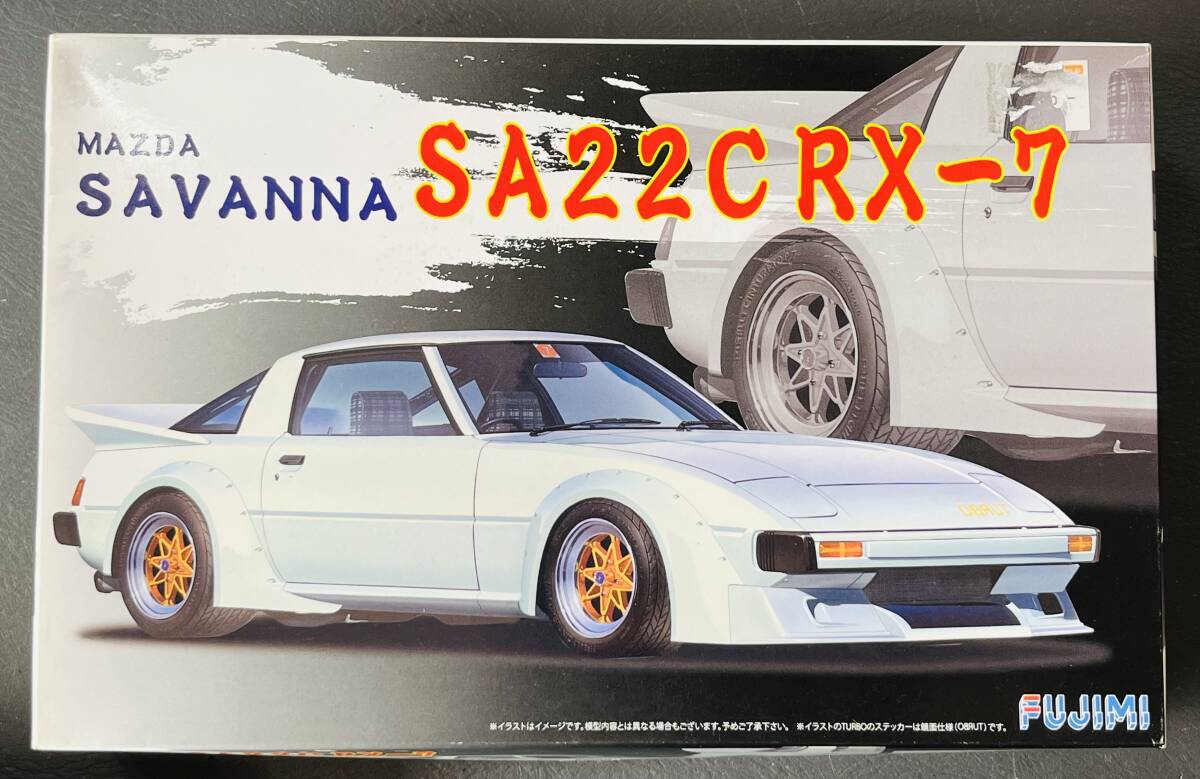 MAZDA
SAVANNA
SA22C RX-7
OBRUT
※イラストはイメージです。模型内容とは異なる場合もございます。予めご了承下さい。 ※イラストのTURBOのステッカーは鏡面仕様(OBRUT)です。
FUJIMI